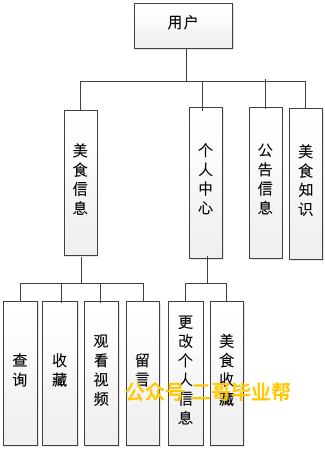 用户
美食信息
个人中心
公告信息
美食知识
查询
收藏
观看视频
留言
更改个人信息
美食收藏
公众号:二哥毕业帮